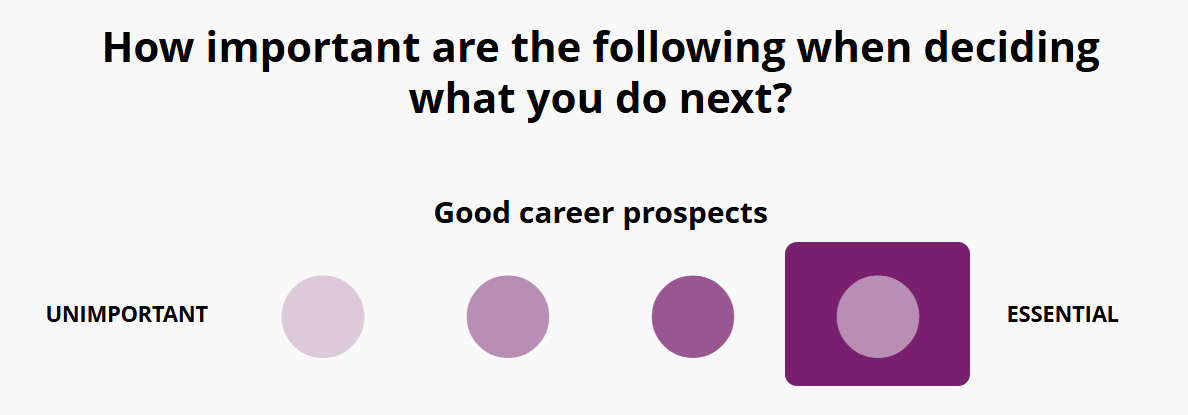 How important are the following when deciding
what you do next?
Good career prospects
UNIMPORTANT
ESSENTIAL